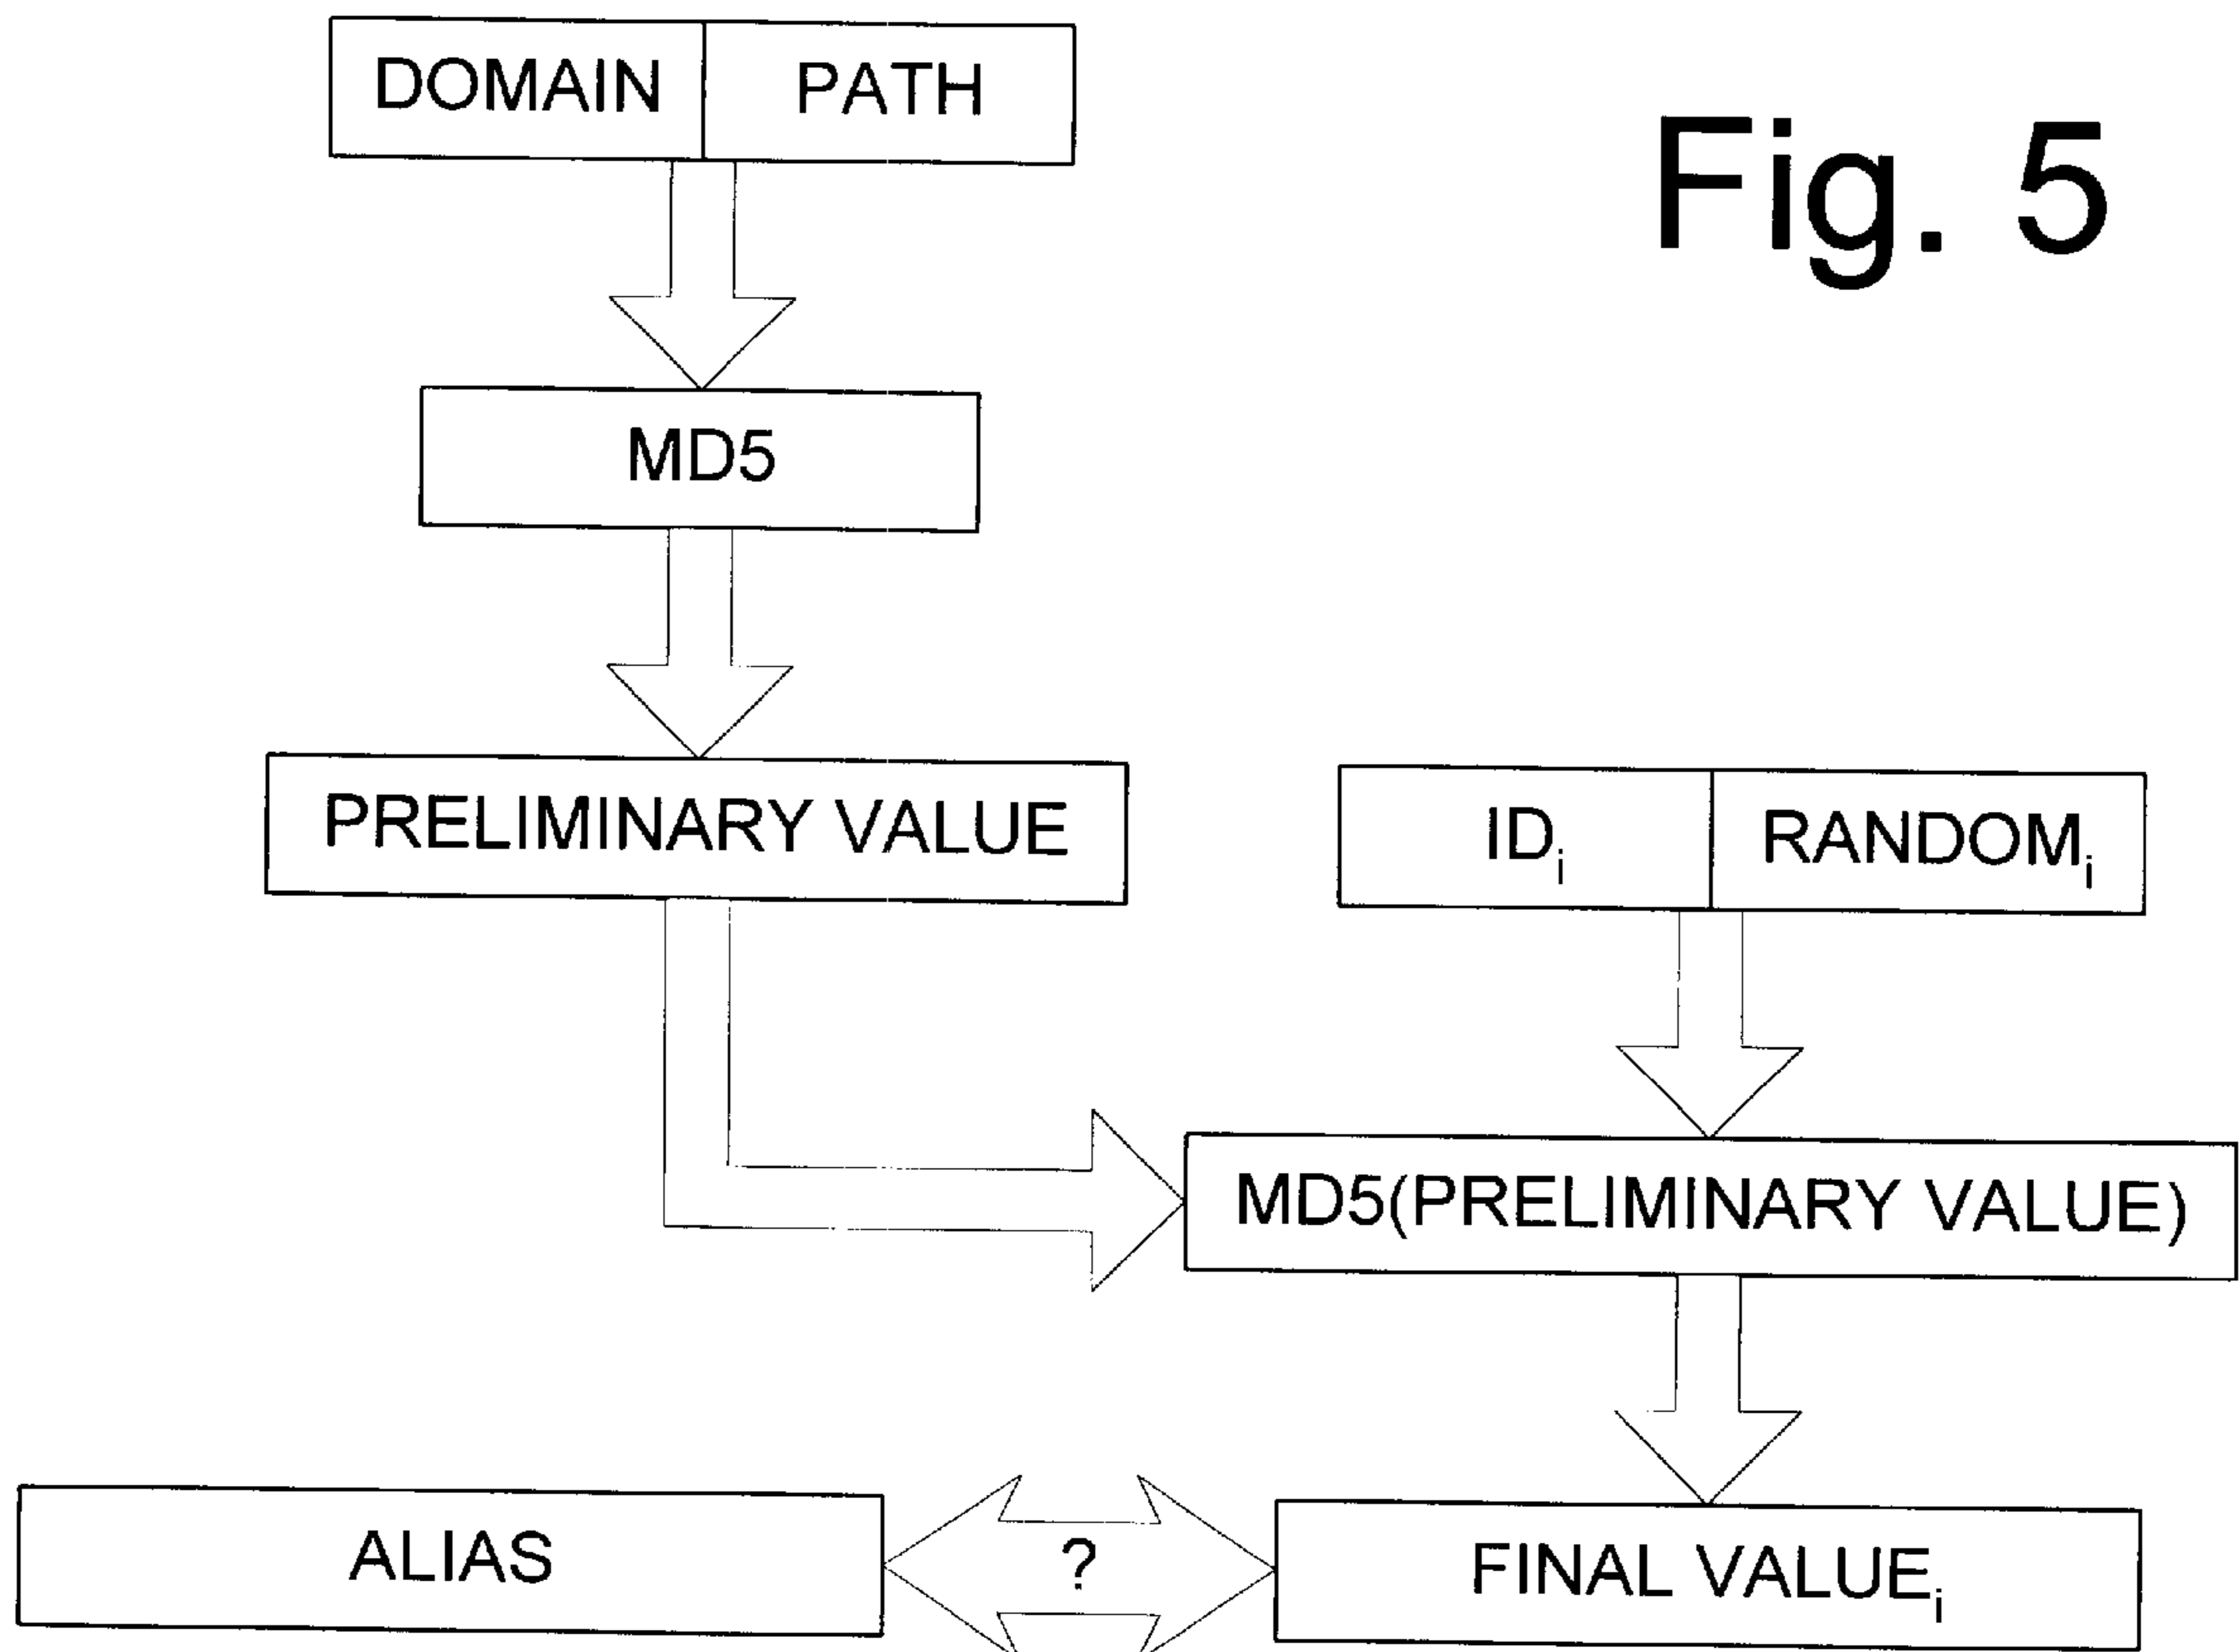 DOMAIN PATH
Fig. 5
MD5
PRELIMINARY VALUE
IDi RANDOMi
MD5(PRELIMINARY VALUE)
ALIAS ? FINAL VALUEi